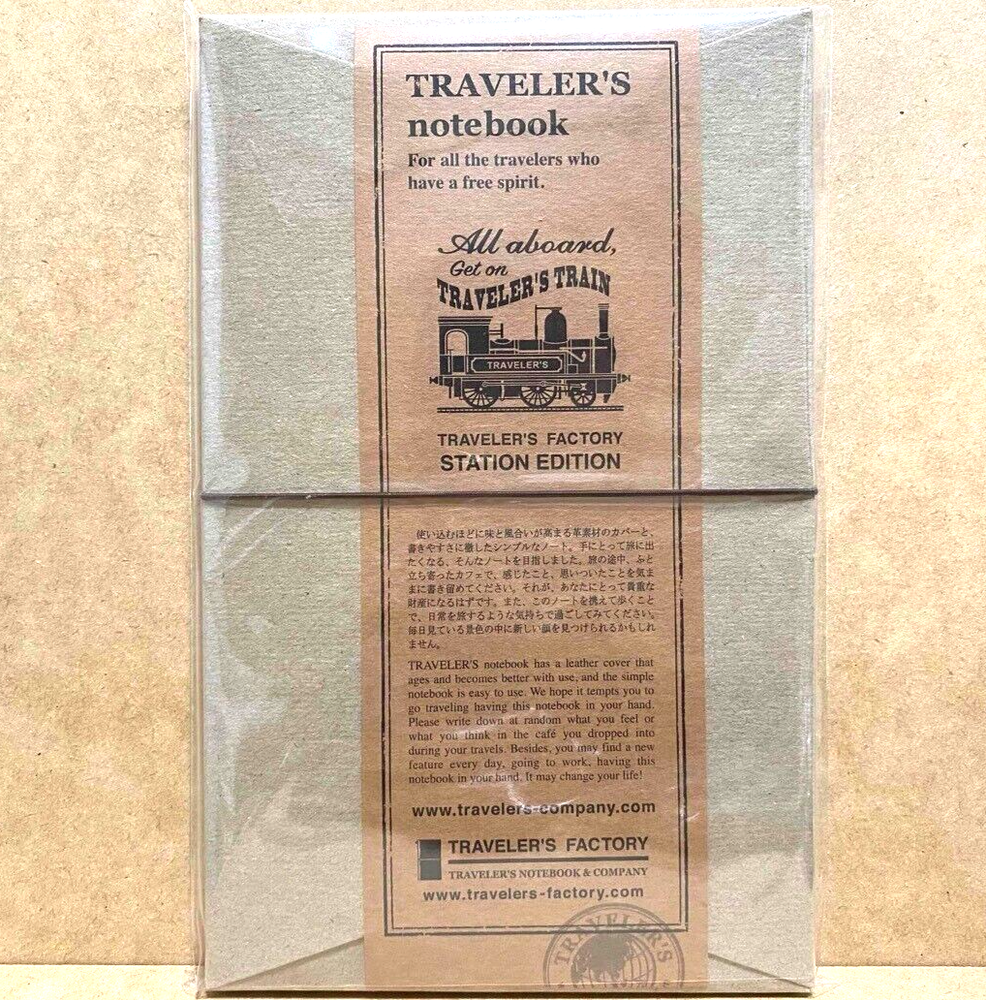 TRAVELER'S
notebook
For all the travelers who
have a free spirit.
All aboard,
Get on
TRAVELER'S TRAIN
TRAVELER'S
TRAVELER'S FACTORY
STATION EDITION
使い込むほどに味と風合いが高まる革素材のカバーと、
書きやすさに徹したシンプルなノート。手にとって旅に出
たくなる、そんなノートを目指しました。旅の途中、ふと
立ち寄ったカフェで、感じたこと、思いついたことを気ま
まに書き留めてください。それが、あなたにとって貴重な
財産になるはずです。また、このノートを携えて歩くこと
で、日常を旅するような気持ちで過ごしてみてください。
毎日見ている景色の中に新しい顔を見つけられるかもしれ
ません。
TRAVELER'S notebook has a leather cover that
ages and becomes better with use, and the simple
notebook is easy to use. We hope it tempts you to
go traveling having this notebook in your hand.
Please write down at random what you feel or
what you think in the café you dropped into
during your travels. Besides, you may find a new
feature every day, going to work, having this
notebook in your hand. It may change your life!
www.travelers-company.com
TRAVELER'S FACTORY
TRAVELER'S NOTEBOOK & COMPANY
www.travelers-factory.com
TRAVELER'S